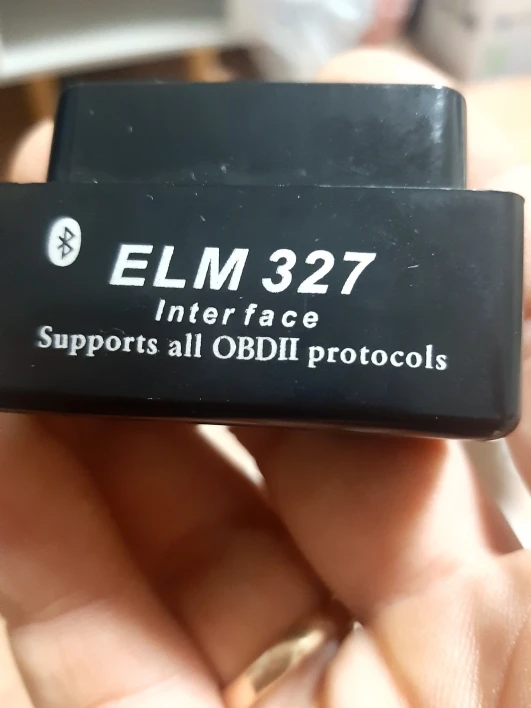 ELM 327
Interface
Supports all OBDII protocols